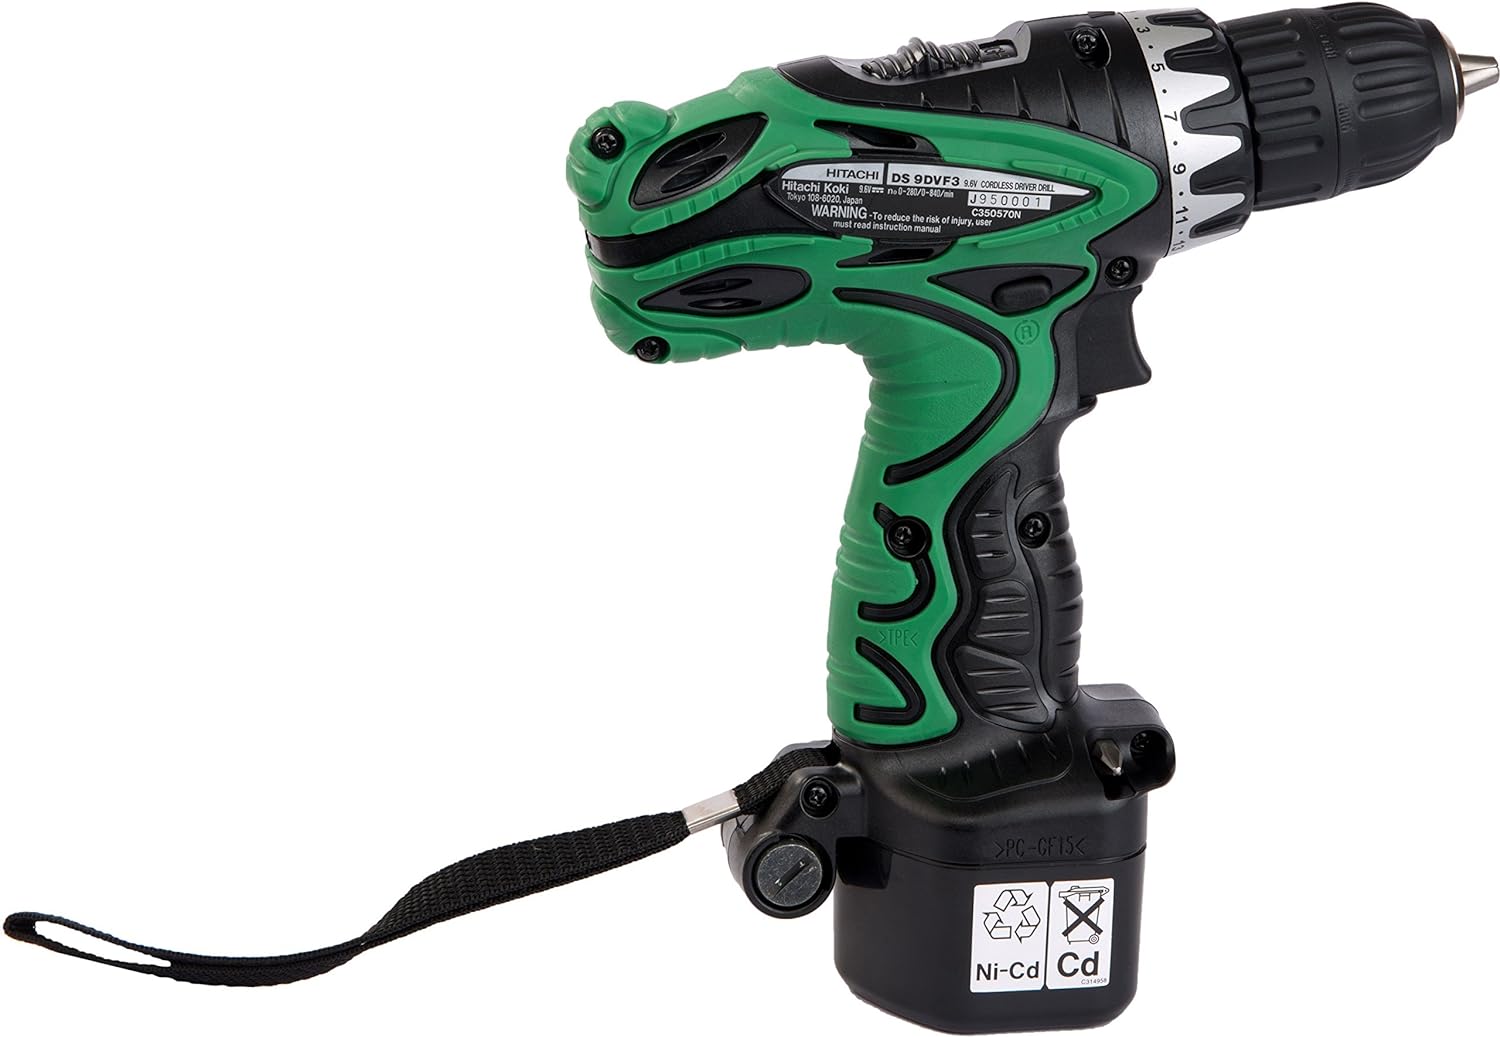 3 · 5 · 7 · 9 · 11 · 13
HITACHI DS 9DVF3 9.6V CORDLESS DRIVER DRILL
Hitachi Koki 9.6V⎓ n₀ 0-280/0-840/min J950001
Tokyo 108-6020, Japan C350570N
WARNING -To reduce the risk of injury, user
must read instruction manual
R
>TPE<
>PC-GF15<
Ni-Cd
Cd
C314958